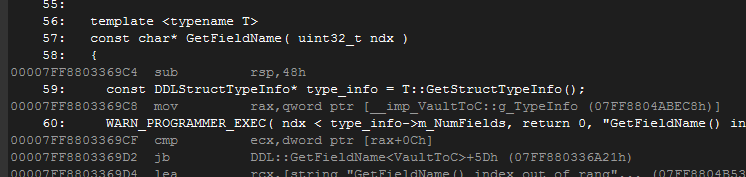 55:
56: template <typename T>
57: const char* GetFieldName( uint32_t ndx )
58: {
00007FF8803369C4 sub rsp,48h
59: const DDLStructTypeInfo* type_info = T::GetStructTypeInfo();
00007FF8803369C8 mov rax,qword ptr [__imp_VaultToC::g_TypeInfo (07FF8804ABEC8h)]
60: WARN_PROGRAMMER_EXEC( ndx < type_info->m_NumFields, return 0, "GetFieldName() in
00007FF8803369CF cmp ecx,dword ptr [rax+0Ch]
00007FF8803369D2 jb DDL::GetFieldName<VaultToC>+5Dh (07FF880336A21h)
00007FF8803369D4 lea rcx,[string "GetFieldName() index out of rang"... (07FF8804B53